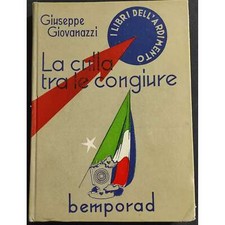 Giuseppe
Giovanazzi
I LIBRI DELL'ARDIMENTO
La culla
tra le congiure
bemporad